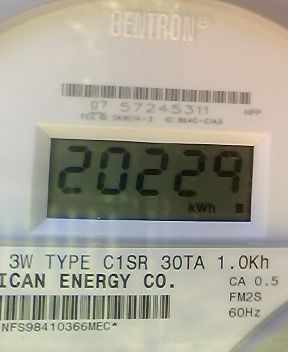 CENTRON®
07 57245311
20229
kWh
3W TYPE C1SR 30TA 1.0Kh
ICAN ENERGY CO.
CA 0.5
FM2S
60Hz
NFS98410366MEC*